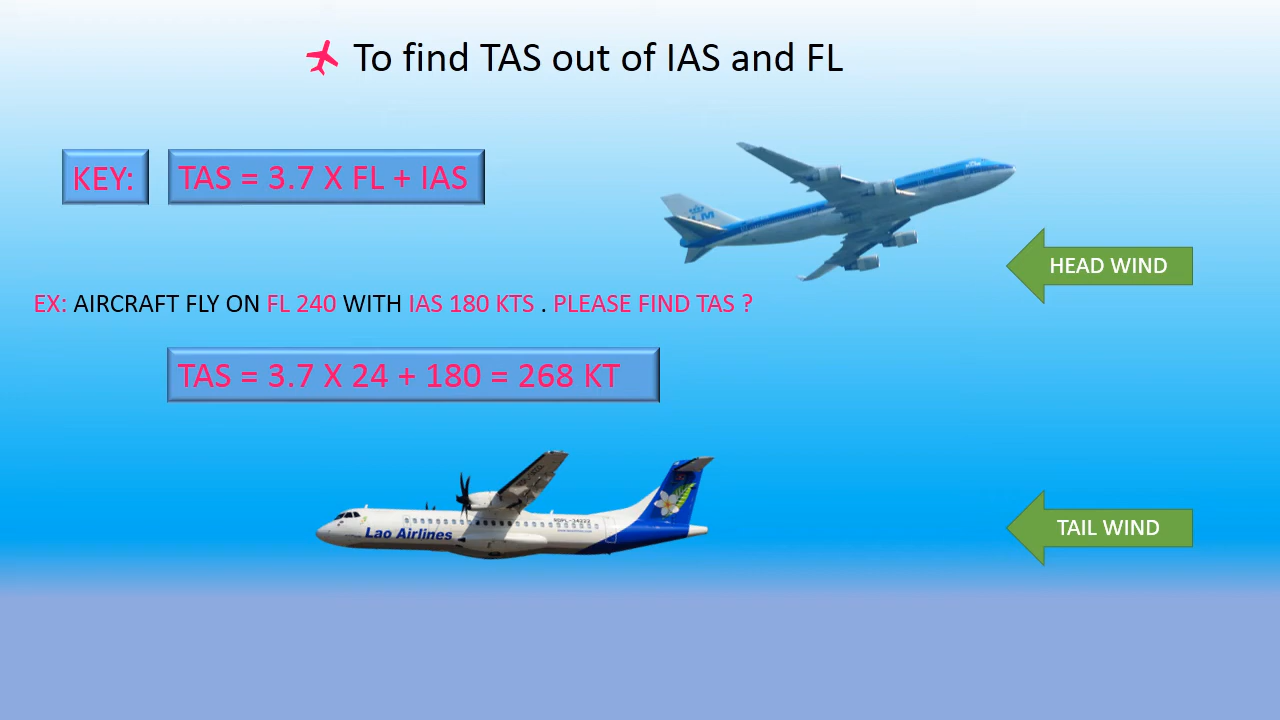 To find TAS out of IAS and FL
KEY:
TAS = 3.7 X FL + IAS
HEAD WIND
EX: AIRCRAFT FLY ON FL 240 WITH IAS 180 KTS . PLEASE FIND TAS ?
TAS = 3.7 X 24 + 180 = 268 KT
Lao Airlines
RDPL-34222
TAIL WIND